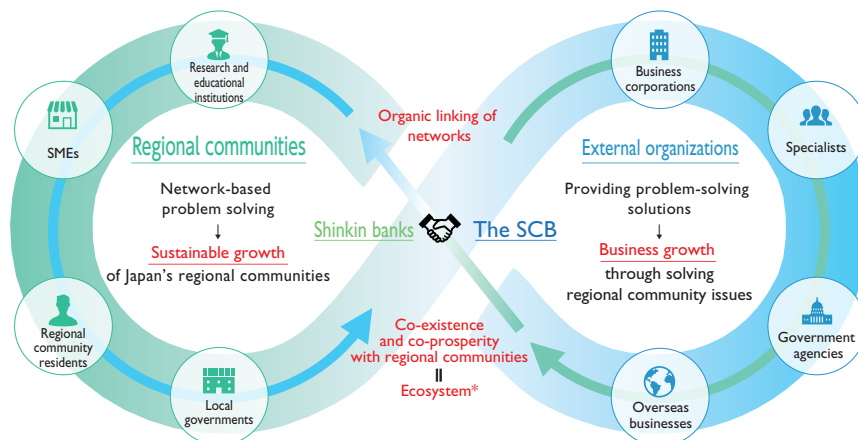 Research and
educational
institutions
SMEs
Regional
community
residents
Local
governments
Regional communities
Network-based
problem solving
↓
Sustainable growth
of Japan's regional communities
Organic linking of
networks
Shinkin banks
The SCB
Co-existence
and co-prosperity
with regional communities
=
Ecosystem*
External organizations
Providing problem-solving
solutions
↓
Business growth
through solving
regional community issues
Business
corporations
Specialists
Government
agencies
Overseas
businesses